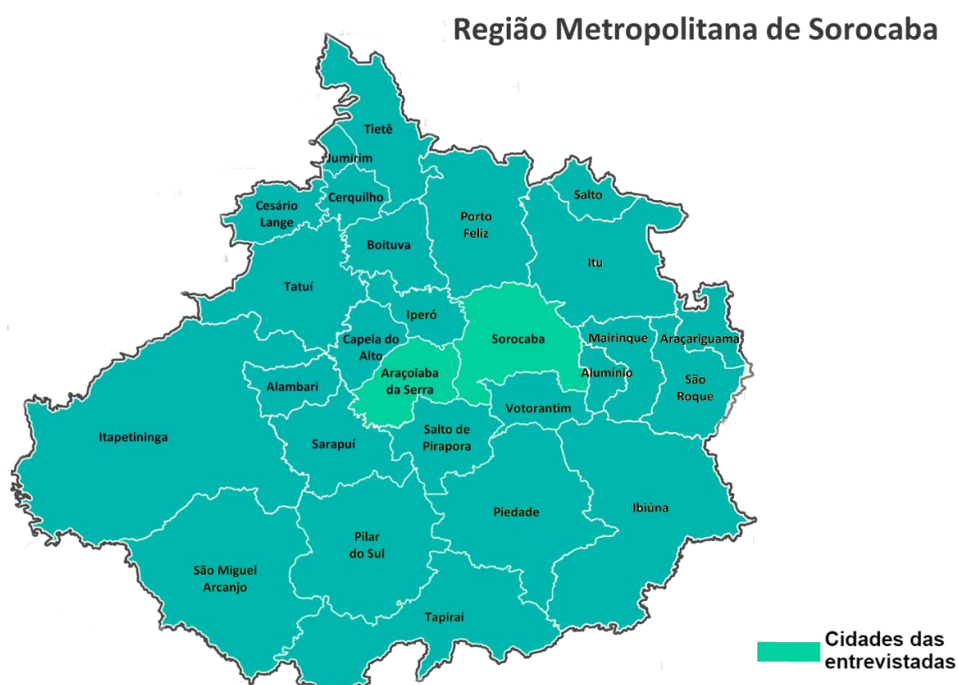 Região Metropolitana de Sorocaba
Tietê
Jumirim
Cerquilho
Cesário
Lange
Salto
Porto
Feliz
Boituva
Itu
Tatuí
Iperó
Sorocaba
Mairinque
Araçariguama
Capela do
Alto
Araçoiaba
da Serra
Alumínio
São
Roque
Alambari
Votorantim
Itapetininga
Sarapuí
Salto de
Pirapora
Piedade
Ibiúna
Pilar
do Sul
São Miguel
Arcanjo
Tapiraí
Cidades das
entrevistadas